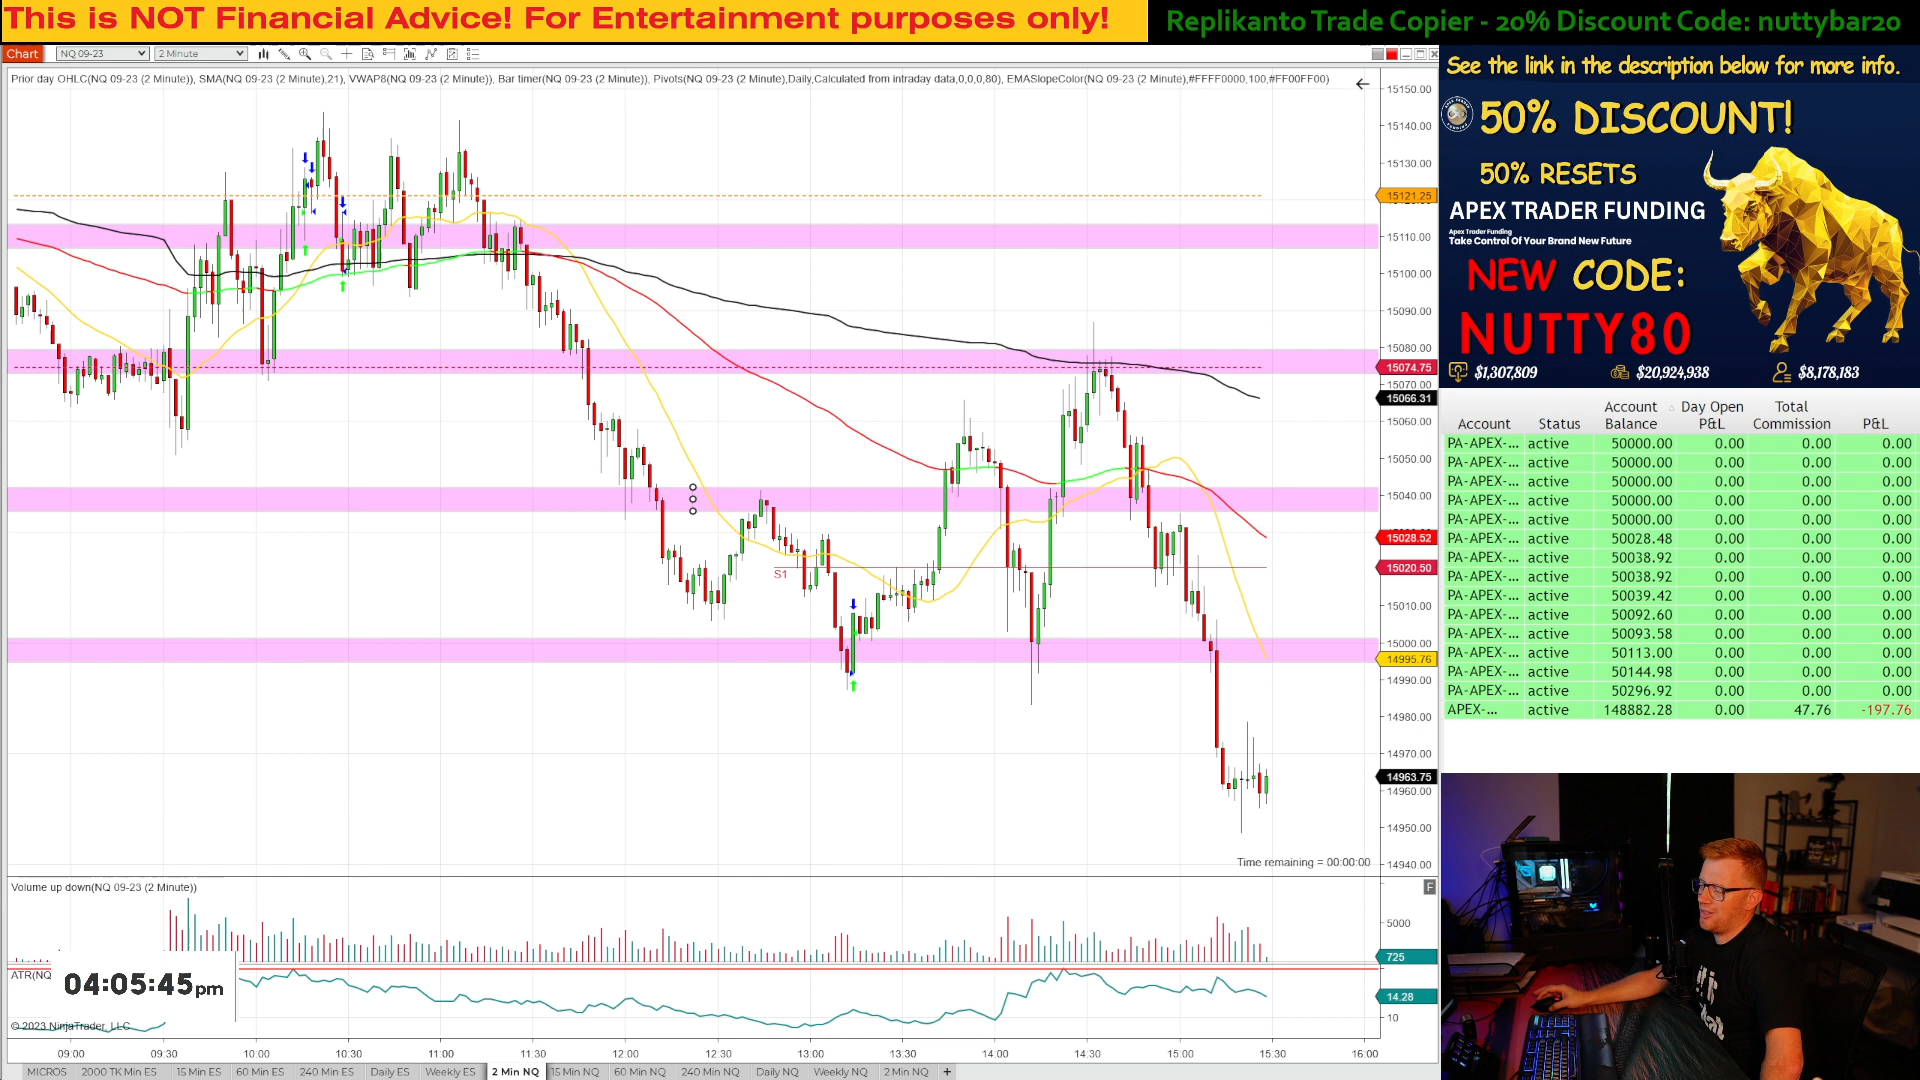 This is NOT Financial Advice! For Entertainment purposes only!
Replikanto Trade Copier - 20% Discount Code: nuttybar20
Chart
NQ 09-23
2 Minute
Prior day OHLC(NQ 09-23 (2 Minute)), SMA(NQ 09-23 (2 Minute),21), VWAP8(NQ 09-23 (2 Minute)), Bar timer(NQ 09-23 (2 Minute)), Pivots(NQ 09-23 (2 Minute),Daily,Calculated from intraday data,0,0,0,80), EMASlopeColor(NQ 09-23 (2 Minute),#FFFF0000,100,#FF00FF00)
15150.00
15140.00
15130.00
15121.25
15110.00
15100.00
15090.00
15080.00
15074.75
15070.00
15066.31
15060.00
15050.00
15040.00
15028.52
15020.50
15010.00
15000.00
14995.76
14990.00
14980.00
14970.00
14963.75
14960.00
14950.00
14940.00
S1
Time remaining = 00:00:00
Volume up down(NQ 09-23 (2 Minute))
F
5000
725
ATR(NQ
14.28
10
04:05:45pm
© 2023 NinjaTrader, LLC
09:00 09:30 10:00 10:30 11:00 11:30 12:00 12:30 13:00 13:30 14:00 14:30 15:00 15:30 16:00
MICROS 2000 TK Min ES 15 Min ES 60 Min ES 240 Min ES Daily ES Weekly ES 2 Min NQ 15 Min NQ 60 Min NQ 240 Min NQ Daily NQ Weekly NQ 2 Min NQ +
See the link in the description below for more info.
50% DISCOUNT!
50% RESETS
APEX TRADER FUNDING
Apex Trader Funding
Take Control Of Your Brand New Future
NEW CODE:
NUTTY80
$1,307,809 $20,924,938 $8,178,183
Account Status Account Balance Day Open P&L Total Commission P&L
PA-APEX-... active 50000.00 0.00 0.00 0.00
PA-APEX-... active 50000.00 0.00 0.00 0.00
PA-APEX-... active 50000.00 0.00 0.00 0.00
PA-APEX-... active 50000.00 0.00 0.00 0.00
PA-APEX-... active 50000.00 0.00 0.00 0.00
PA-APEX-... active 50028.48 0.00 0.00 0.00
PA-APEX-... active 50038.92 0.00 0.00 0.00
PA-APEX-... active 50038.92 0.00 0.00 0.00
PA-APEX-... active 50039.42 0.00 0.00 0.00
PA-APEX-... active 50092.60 0.00 0.00 0.00
PA-APEX-... active 50093.58 0.00 0.00 0.00
PA-APEX-... active 50113.00 0.00 0.00 0.00
PA-APEX-... active 50144.98 0.00 0.00 0.00
PA-APEX-... active 50296.92 0.00 0.00 0.00
APEX-... active 148882.28 0.00 47.76 -197.76